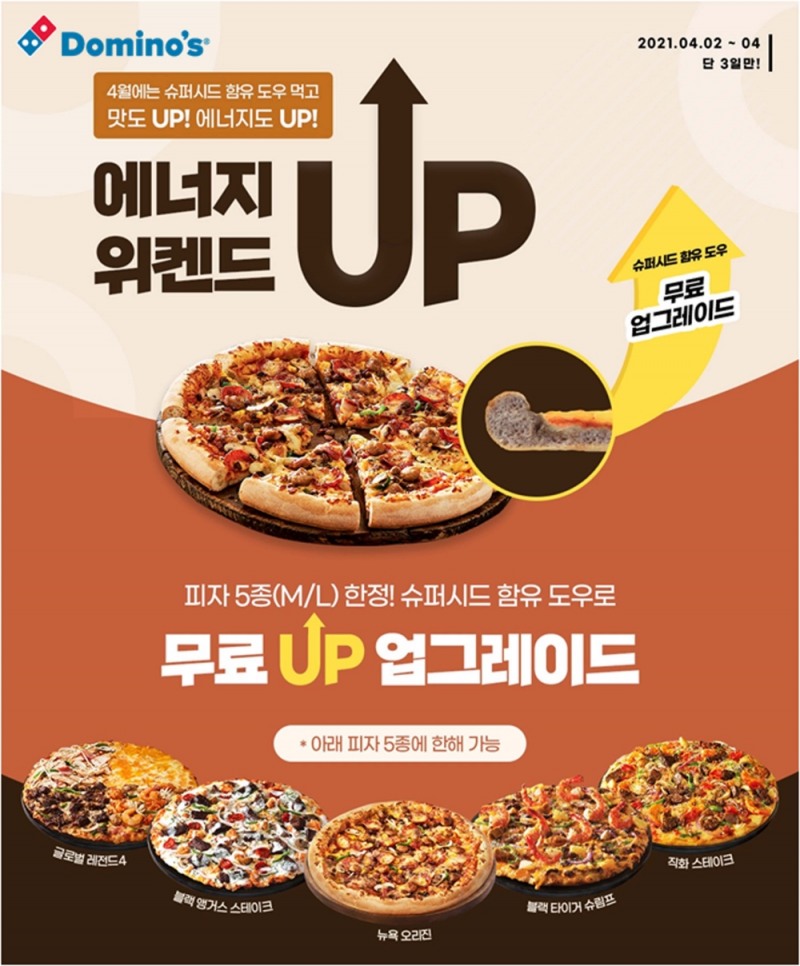 Domino's
2021.04.02 ~ 04
단 3일만!
4월에는 슈퍼시드 함유 도우 먹고
맛도 UP! 에너지도 UP!
에너지
위켄드
UP
슈퍼시드 함유 도우
무료
업그레이드
피자 5종(M/L) 한정! 슈퍼시드 함유 도우로
무료 UP 업그레이드
* 아래 피자 5종에 한해 가능
글로벌 레전드4
블랙 앵거스 스테이크
뉴욕 오리진
블랙 타이거 슈림프
직화 스테이크